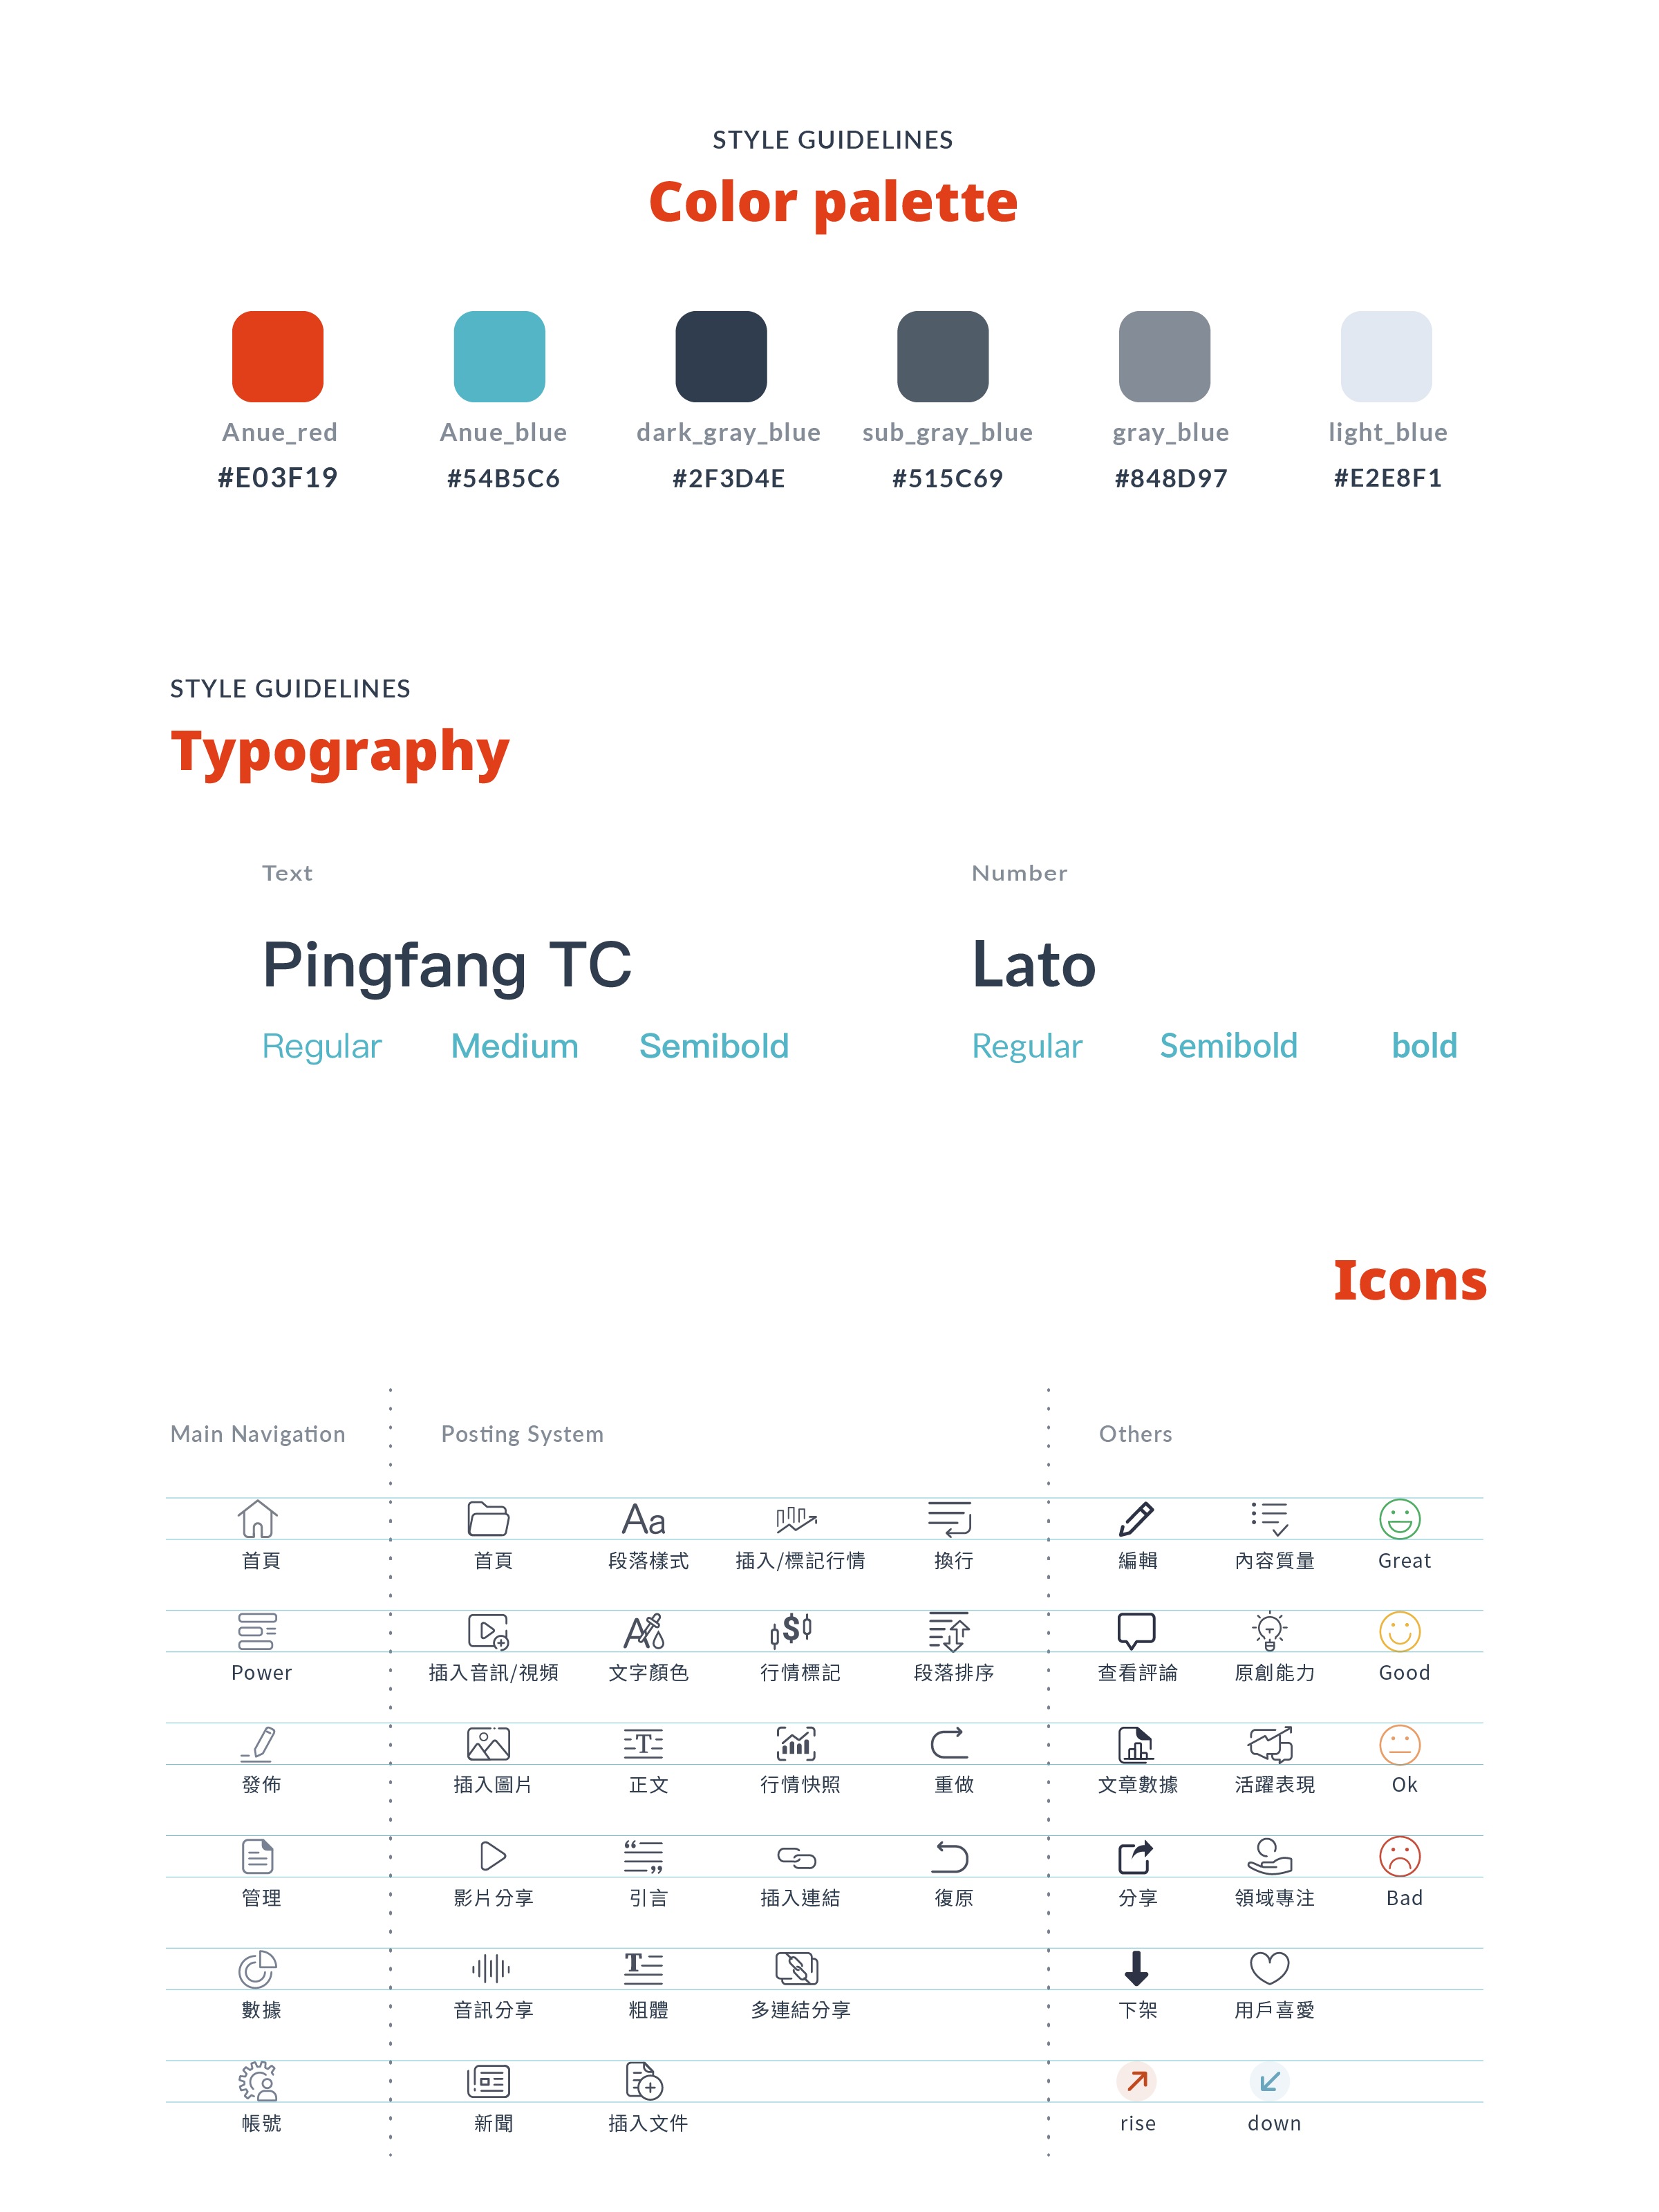 STYLE GUIDELINES
Color palette
Anue_red Anue_blue dark_gray_blue sub_gray_blue gray_blue light_blue
#E03F19 #54B5C6 #2F3D4E #515C69 #848D97 #E2E8F1
STYLE GUIDELINES
Typography
Text Number
Pingfang TC Lato
Regular Medium Semibold Regular Semibold bold
Icons
Main Navigation Posting System Others
Aa
首頁 首頁 段落樣式 插入/標記行情 換行 編輯 內容質量 Great
Power 插入音訊/視頻 文字顏色 行情標記 段落排序 查看評論 原創能力 Good
發佈 插入圖片 正文 行情快照 重做 文章數據 活躍表現 Ok
管理 影片分享 引言 插入連結 復原 分享 領域專注 Bad
數據 音訊分享 粗體 多連結分享 下架 用戶喜愛
帳號 新聞 插入文件 rise down